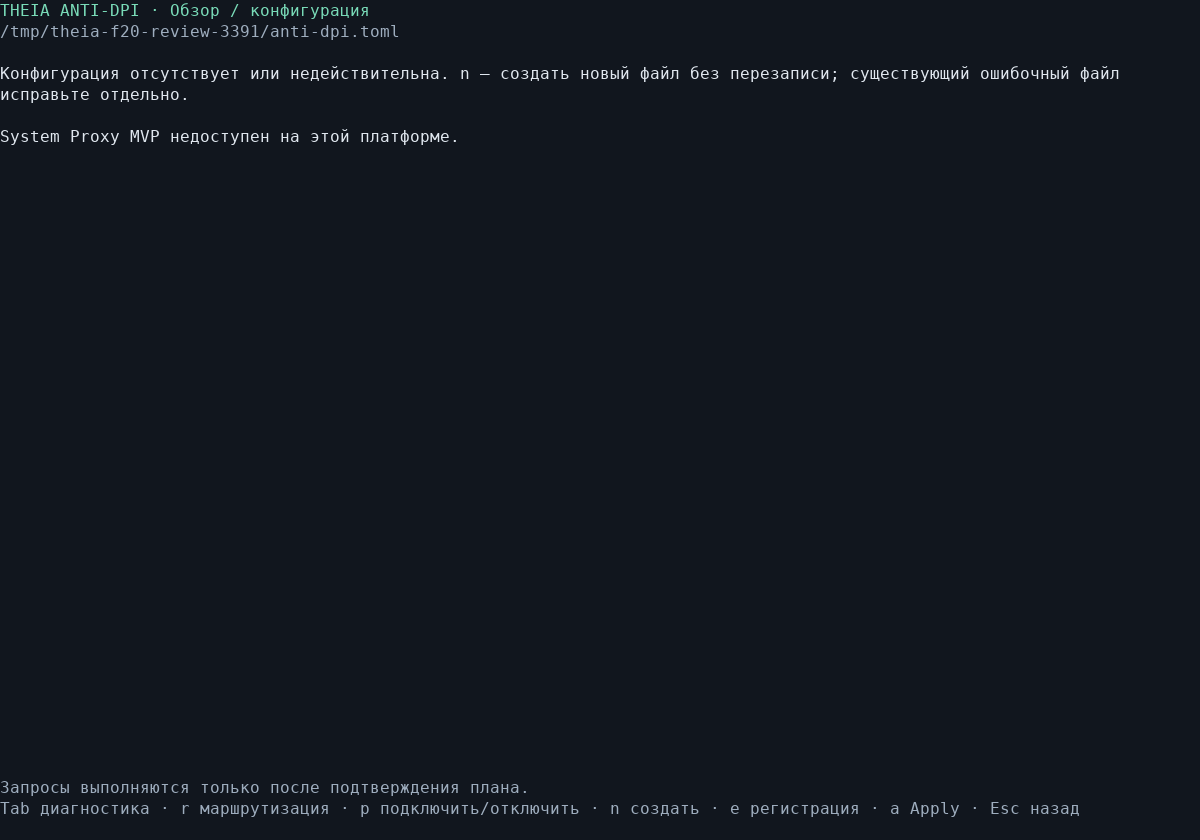 THEIA ANTI-DPI · Обзор / конфигурация
/tmp/theia-f20-review-3391/anti-dpi.toml
Конфигурация отсутствует или недействительна. n — создать новый файл без перезаписи; существующий ошибочный файл
исправьте отдельно.
System Proxy MVP недоступен на этой платформе.
Запросы выполняются только после подтверждения плана.
Tab диагностика · r маршрутизация · p подключить/отключить · n создать · e регистрация · a Apply · Esc назад